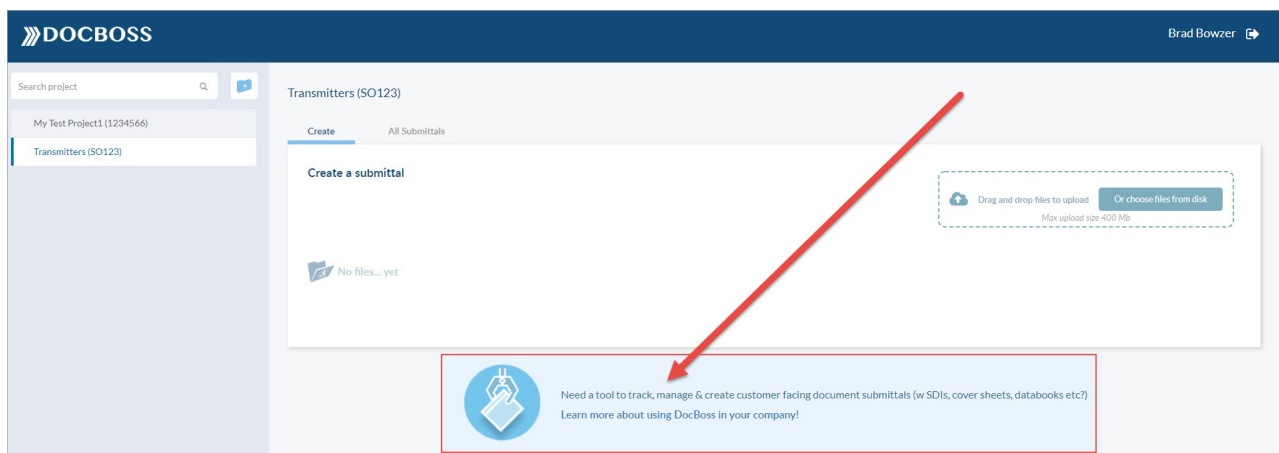 DOCBOSS
Brad Bowzer
Search project
My Test Project1 (1234566)
Transmitters (SO123)
Transmitters (SO123)
Create
All Submittals
Create a submittal
Drag and drop files to upload
Or choose files from disk
Max upload size 400 Mb
No files... yet
Need a tool to track, manage & create customer facing document submittals (w SDIs, cover sheets, databooks etc?)
Learn more about using DocBoss in your company!